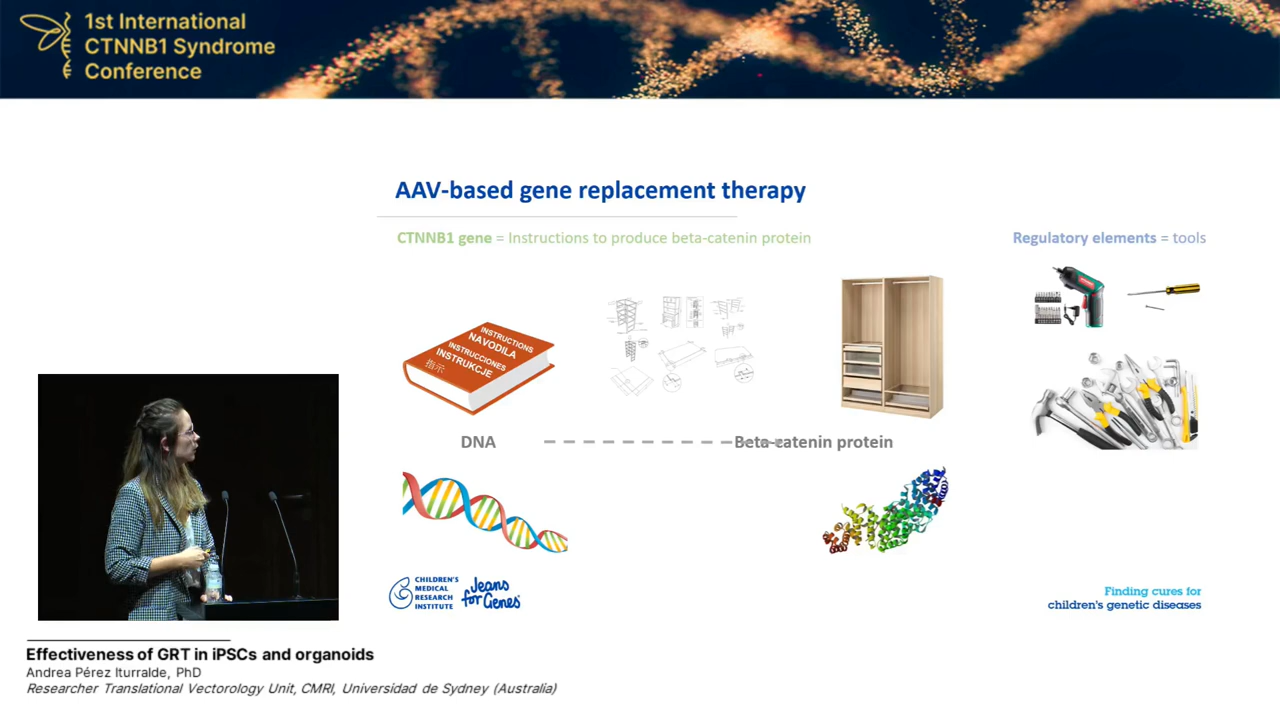 1st International
CTNNB1 Syndrome
Conference
AAV-based gene replacement therapy
CTNNB1 gene = Instructions to produce beta-catenin protein
Regulatory elements = tools
INSTRUCTIONS
NAVODILA
INSTRUCCIONES
INSTRUKCJE
指示
DNA
Beta-catenin protein
CHILDREN'S
MEDICAL
RESEARCH
INSTITUTE
Jeans
for Genes
Finding cures for
children's genetic diseases
Effectiveness of GRT in iPSCs and organoids
Andrea Pérez Iturralde, PhD
Researcher Translational Vectorology Unit, CMRI, Universidad de Sydney (Australia)